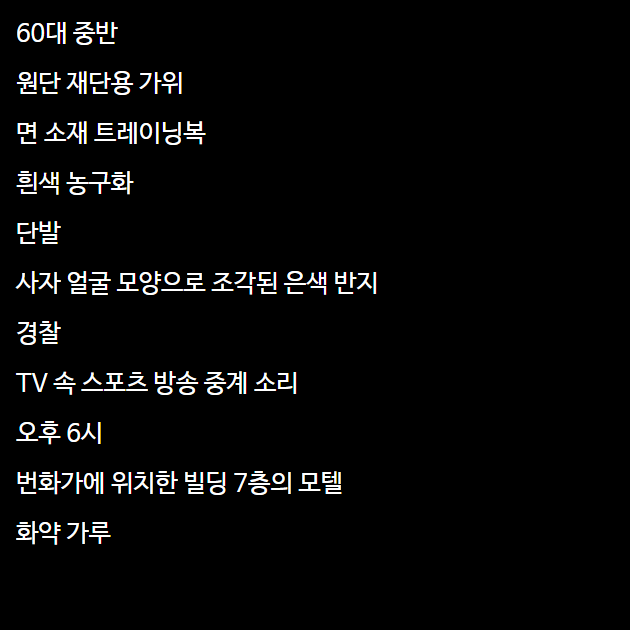 60대 중반
원단 재단용 가위
면 소재 트레이닝복
흰색 농구화
단발
사자 얼굴 모양으로 조각된 은색 반지
경찰
TV 속 스포츠 방송 중계 소리
오후 6시
번화가에 위치한 빌딩 7층의 모텔
화약 가루